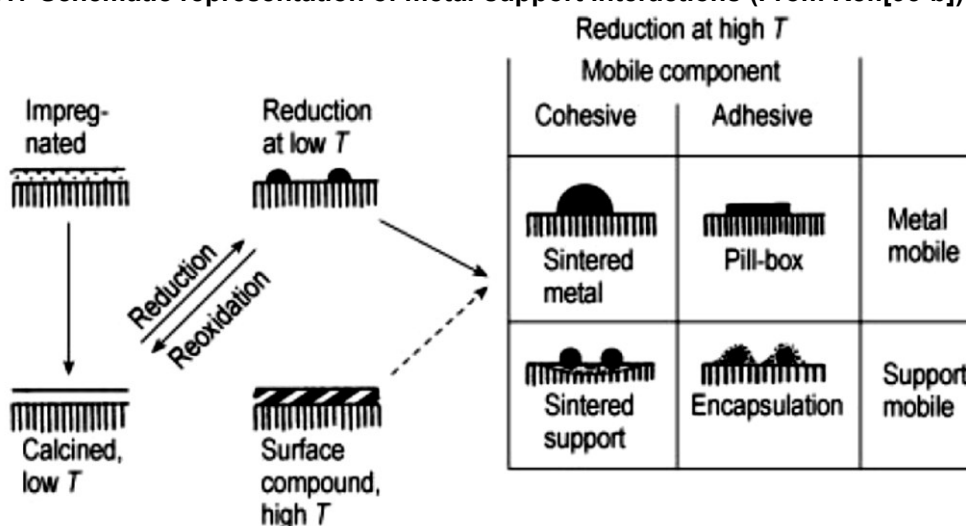 Reduction at high T
Mobile component
Cohesive
Adhesive
Impreg-
nated
Reduction
at low T
Metal
mobile
Sintered
metal
Pill-box
Reduction
Reoxidation
Calcined,
low T
Surface
compound,
high T
Sintered
support
Encapsulation
Support
mobile